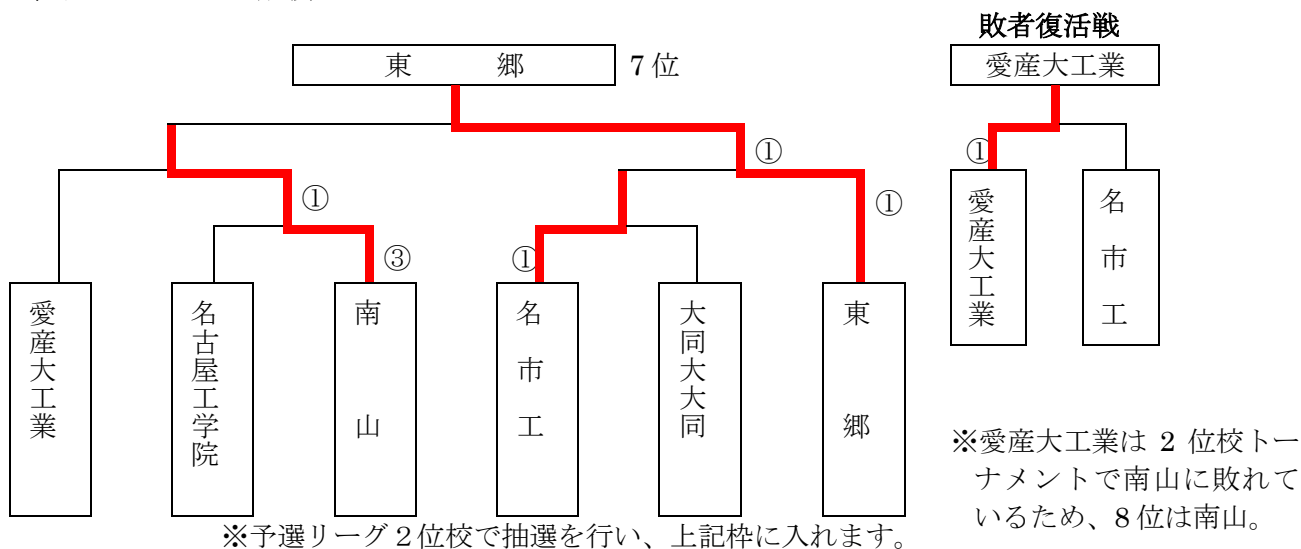 敗者復活戦
東郷 7位
愛産大工業
①
①
①
①
③
①
愛産大工業
名古屋工学院
南山
名市工
大同大大同
東郷
愛産大工業
名市工
※愛産大工業は 2 位校トー
ナメントで南山に敗れて
いるため、8位は南山。
※予選リーグ２位校で抽選を行い、上記枠に入れます。